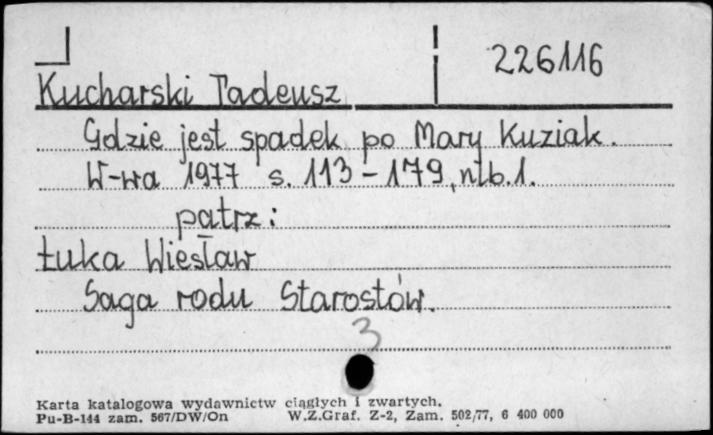 226116
Kucharski Tadeusz
Gdzie jest spadek po Mary Kuziak.
W-wa 1977 s. 113-179, nlb.1.
patrz:
Łuka Wiesław
Saga rodu Starostów.
3
Karta katalogowa wydawnictw ciągłych i zwartych.
Pu-B-144 zam. 567/DW/On W.Z.Graf. Z-2, Zam. 502/77, 6 400 000